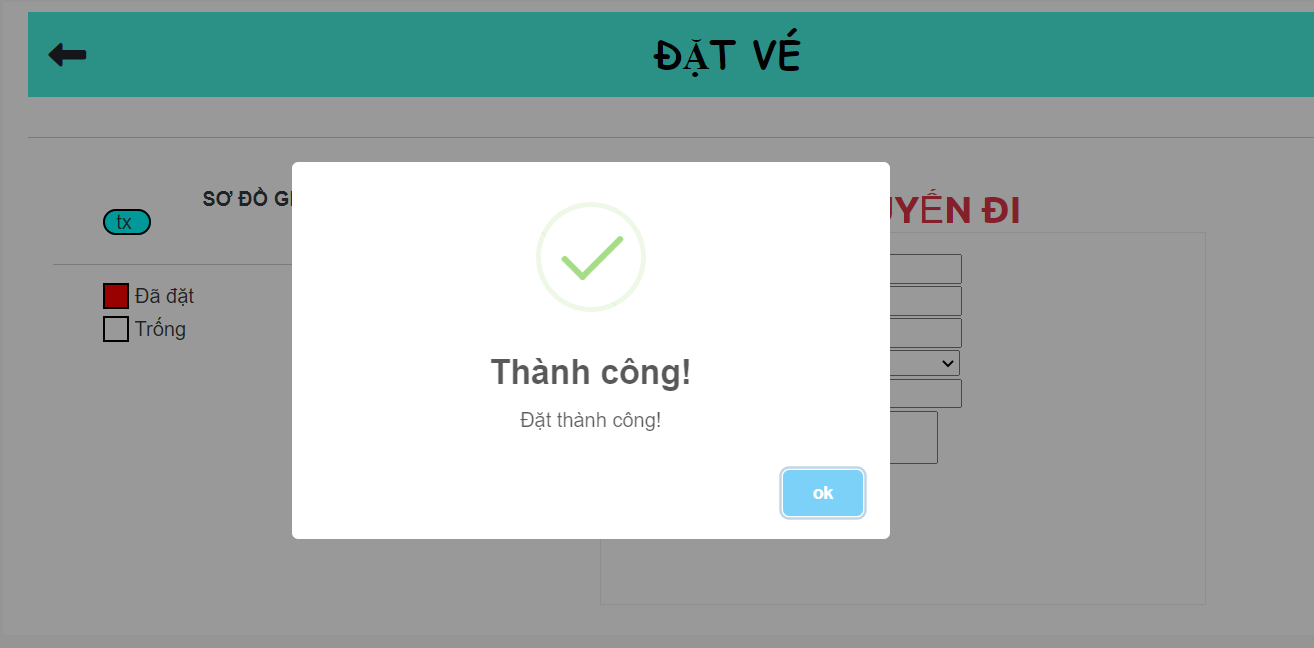 ĐẶT VÉ
SƠ ĐỒ
tx
YẾN ĐI
Đã đặt
Trống
Thành công!
Đặt thành công!
ok